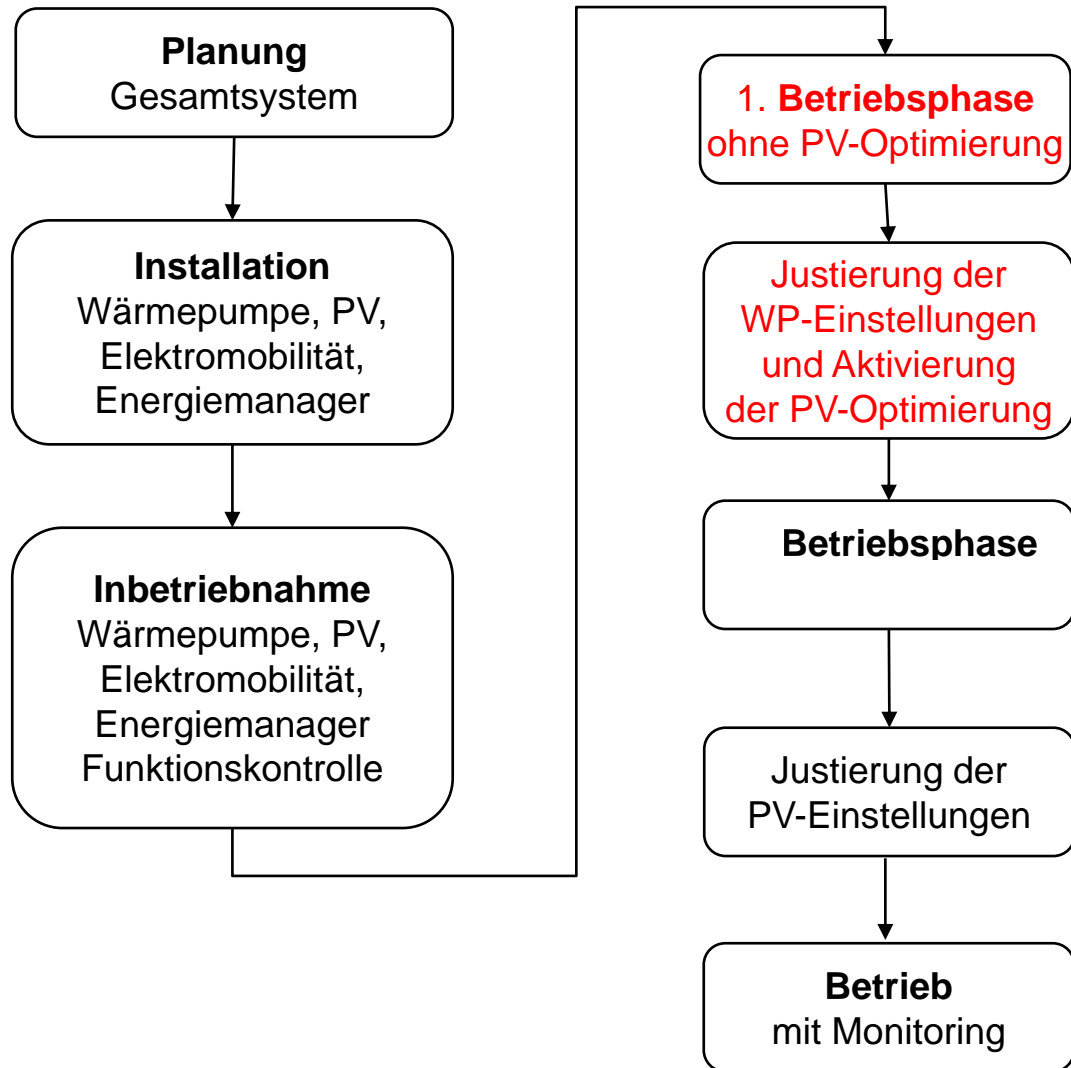 Planung
Gesamtsystem
Installation
Wärmepumpe, PV,
Elektromobilität,
Energiemanager
Inbetriebnahme
Wärmepumpe, PV,
Elektromobilität,
Energiemanager
Funktionskontrolle
1. Betriebsphase
ohne PV-Optimierung
Justierung der
WP-Einstellungen
und Aktivierung
der PV-Optimierung
Betriebsphase
Justierung der
PV-Einstellungen
Betrieb
mit Monitoring